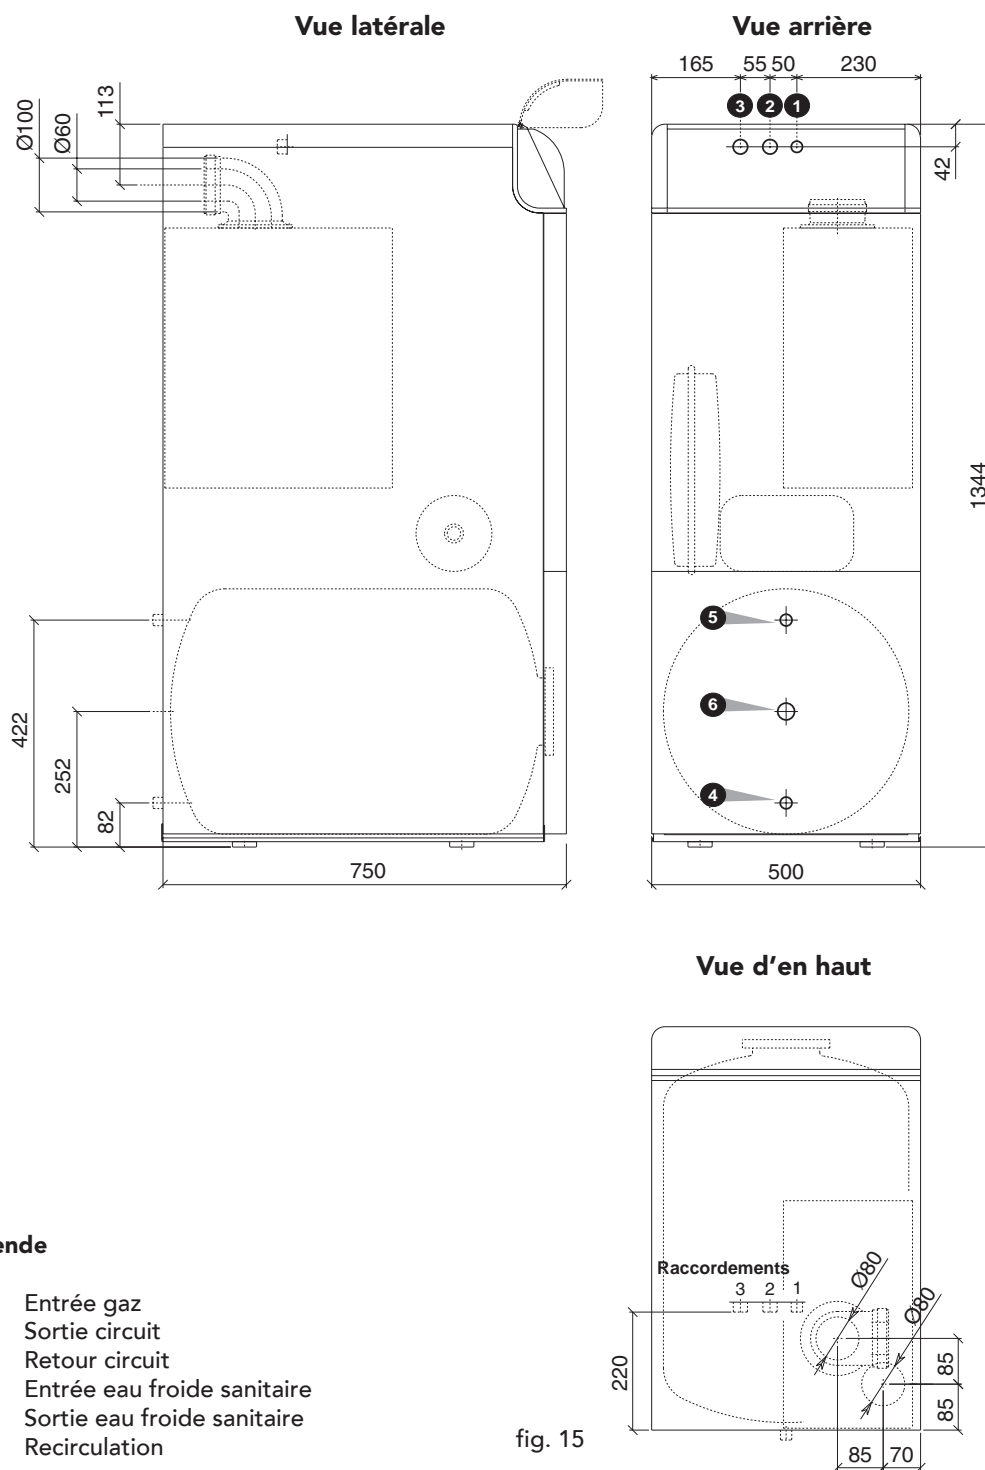 Vue latérale
Vue arrière
165 55 50 230
3 2 1
Ø100
Ø60
113
42
1344
5
6
4
422
252
82
750
500
Vue d'en haut
Raccordements
3 2 1
Ø80
Ø80
220
85
85
85 70
ende
Entrée gaz
Sortie circuit
Retour circuit
Entrée eau froide sanitaire
Sortie eau froide sanitaire
Recirculation
fig. 15